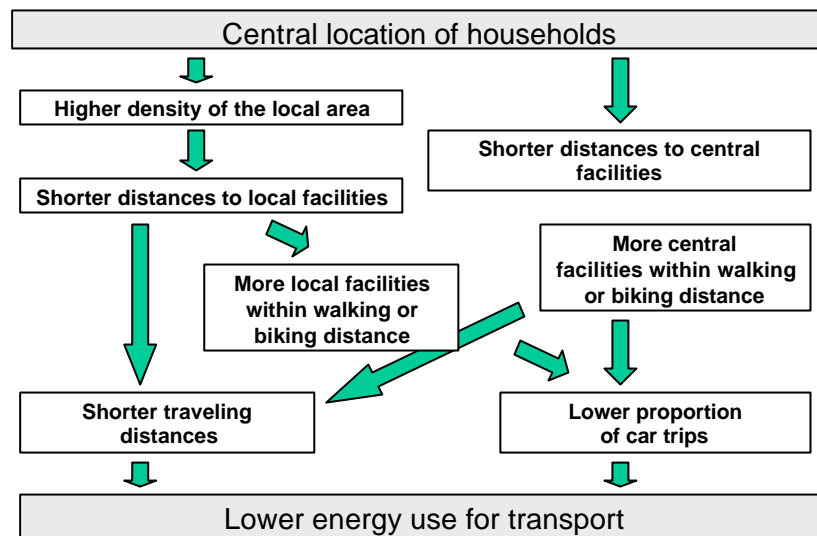 Central location of households
Higher density of the local area
Shorter distances to central
facilities
Shorter distances to local facilities
More central
facilities within walking
or biking distance
More local facilities
within walking or
biking distance
Shorter traveling
distances
Lower proportion
of car trips
Lower energy use for transport